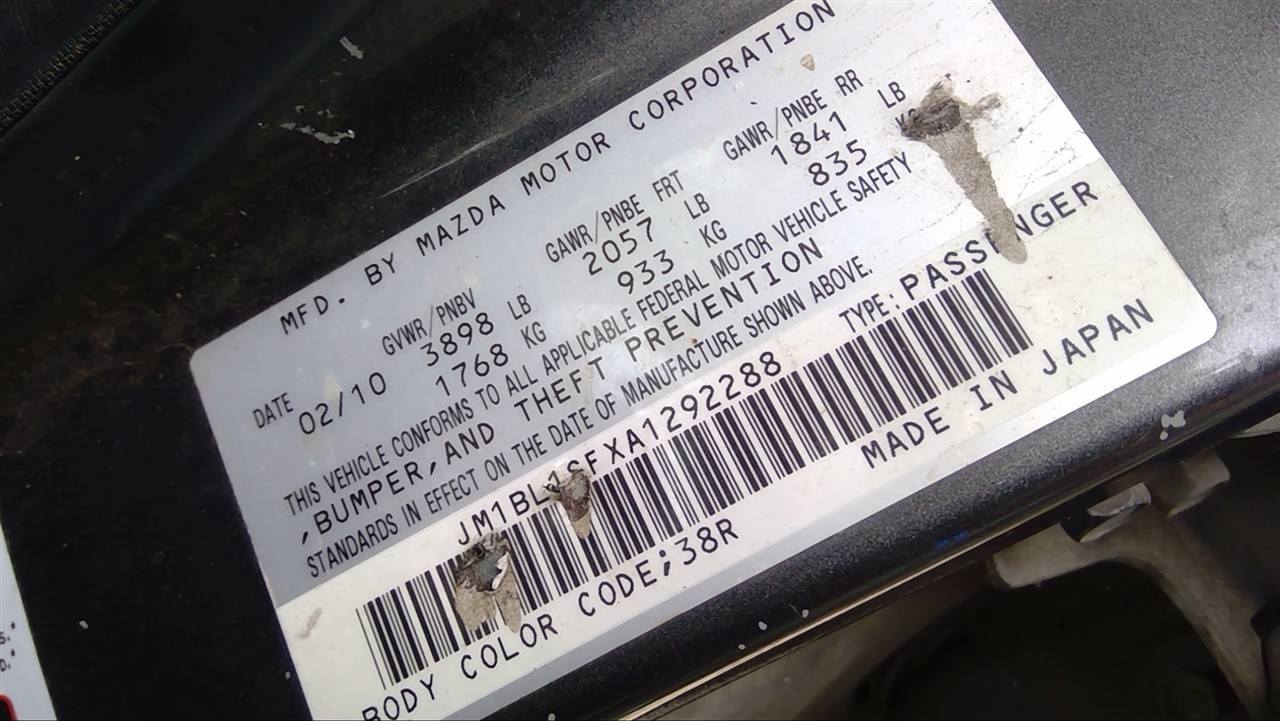 MFD. BY MAZDA MOTOR CORPORATION
DATE GVWR/PNBV GAWR/PNBE FRT GAWR/PNBE RR
02/10 3898 LB 2057 LB 1841 LB
1768 KG 933 KG 835
THIS VEHICLE CONFORMS TO ALL APPLICABLE FEDERAL MOTOR VEHICLE SAFETY
,BUMPER,AND THEFT PREVENTION
STANDARDS IN EFFECT ON THE DATE OF MANUFACTURE SHOWN ABOVE.
JM1BL1SFXA1292288 TYPE:PASSENGER
MADE IN JAPAN
BODY COLOR CODE;38R